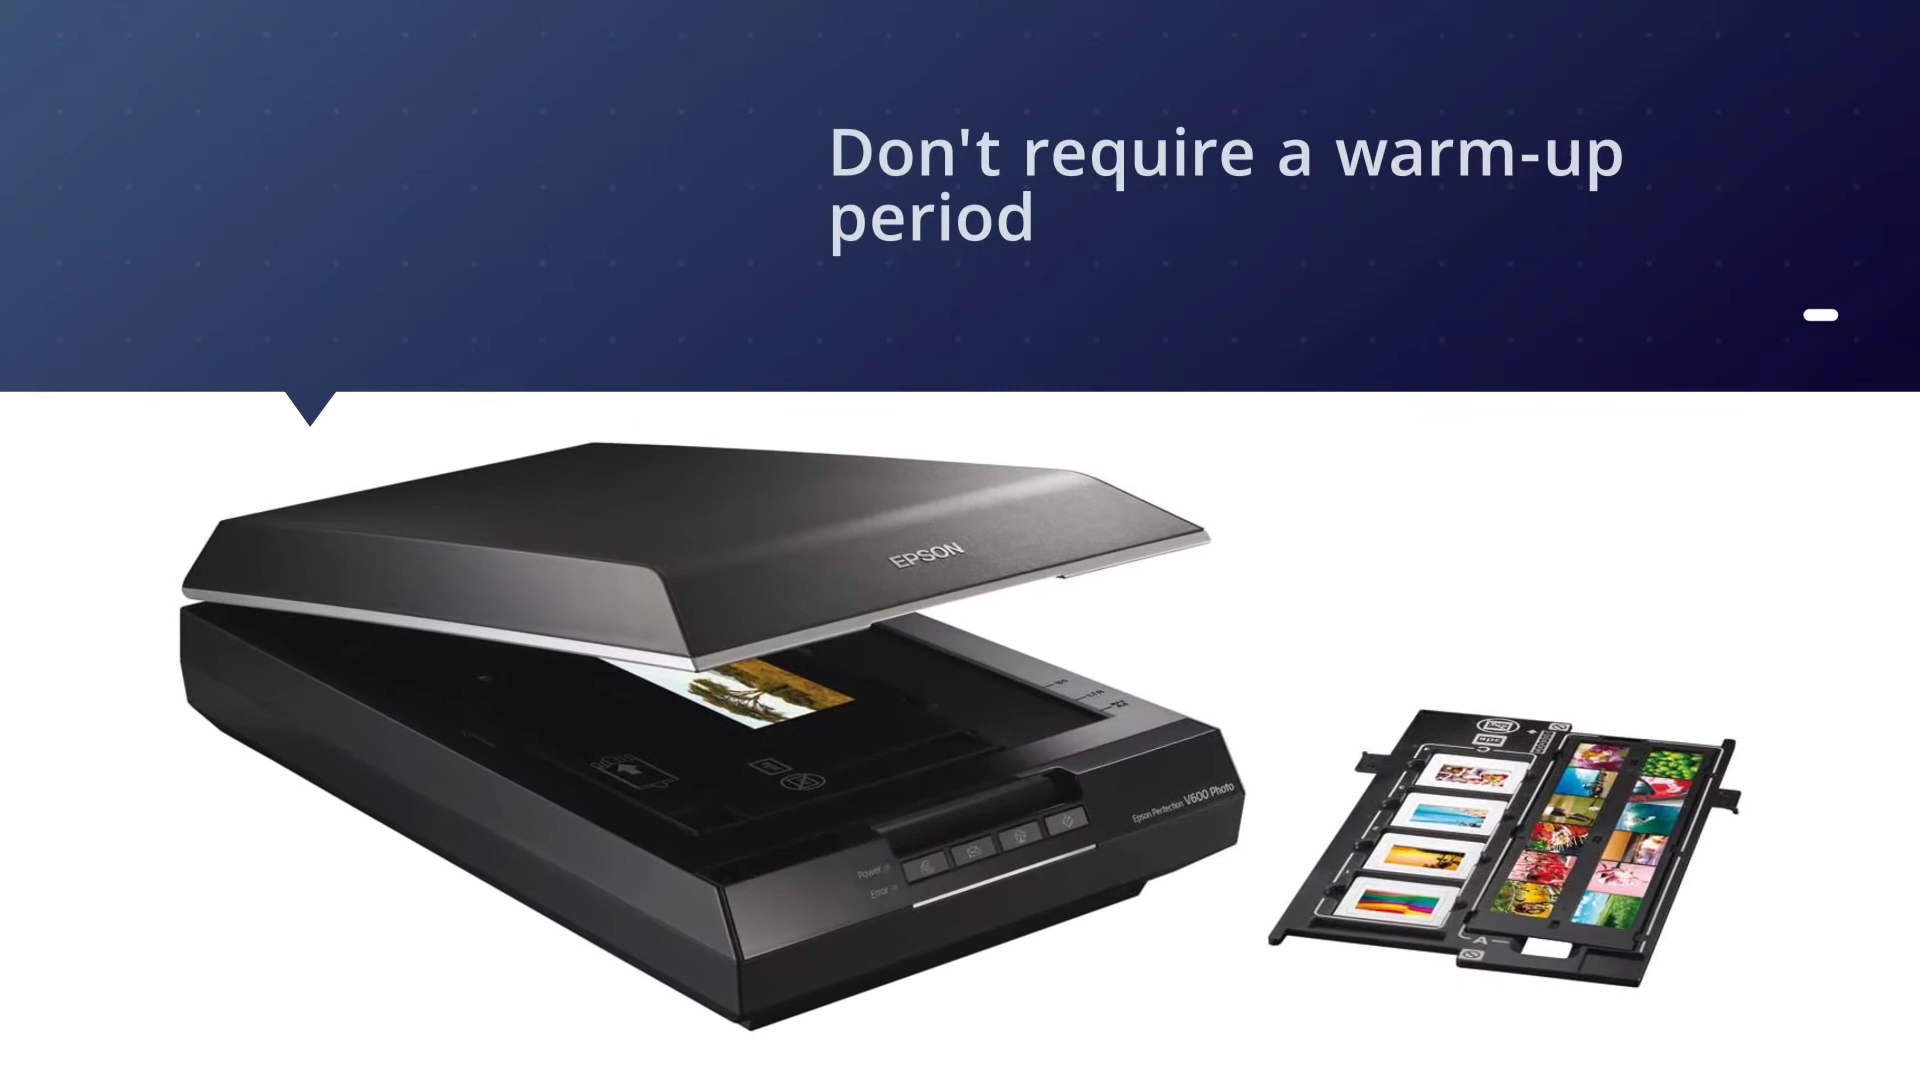 Don't require a warm-up
period
EPSON
Epson Perfection V600 Photo
Power
Error
A